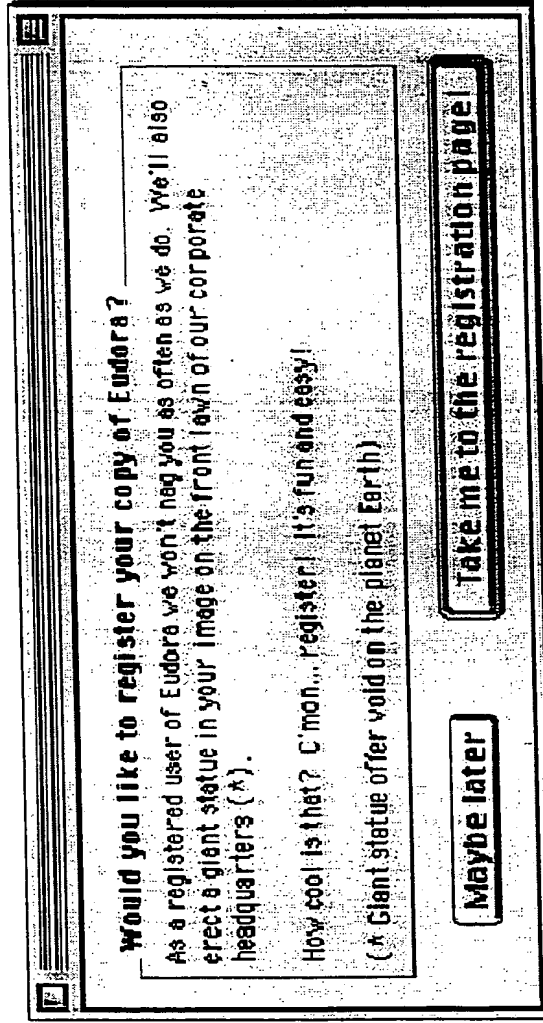 Would you like to register your copy of Eudora?
As a registered user of Eudora we won't nag you as often as we do. We'll also
erect a giant statue in your image on the front lawn of our corporate
headquarters (*).
How cool is that? C'mon... register! It's fun and easy!
(* Giant statue offer void on the planet Earth)
Maybe later
Take me to the registration page!